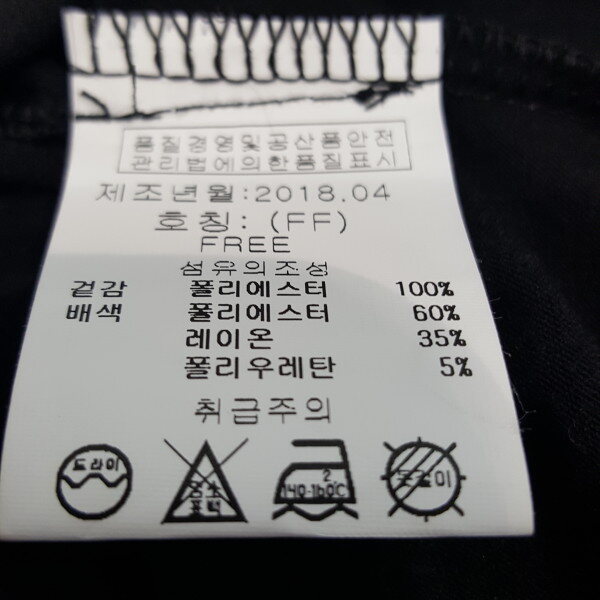 품질경영및공산품안전
관리법에의한품질표시
제조년월:2018.04
호칭: (FF)
FREE
섬유의조성
겉감 폴리에스터 100%
배색 폴리에스터 60%
레이온 35%
폴리우레탄 5%
취급주의
드라이
염소
표백
2
140-160℃